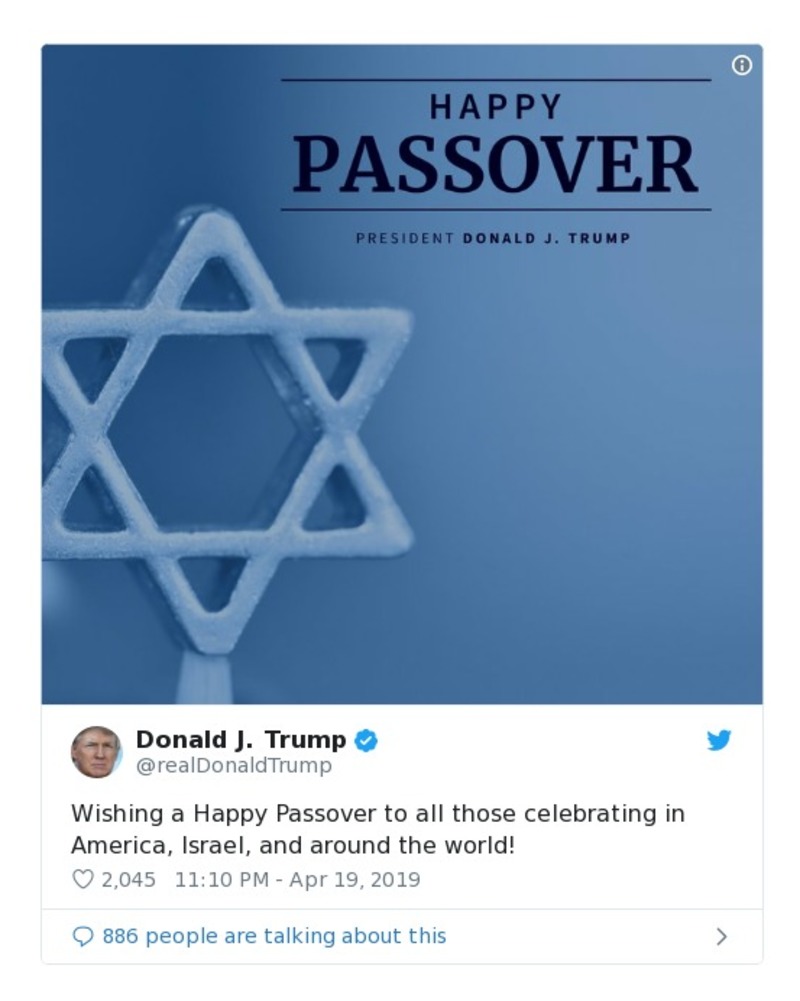 HAPPY
PASSOVER
PRESIDENT DONALD J. TRUMP
Donald J. Trump
@realDonaldTrump
Wishing a Happy Passover to all those celebrating in
America, Israel, and around the world!
2,045 11:10 PM - Apr 19, 2019
886 people are talking about this